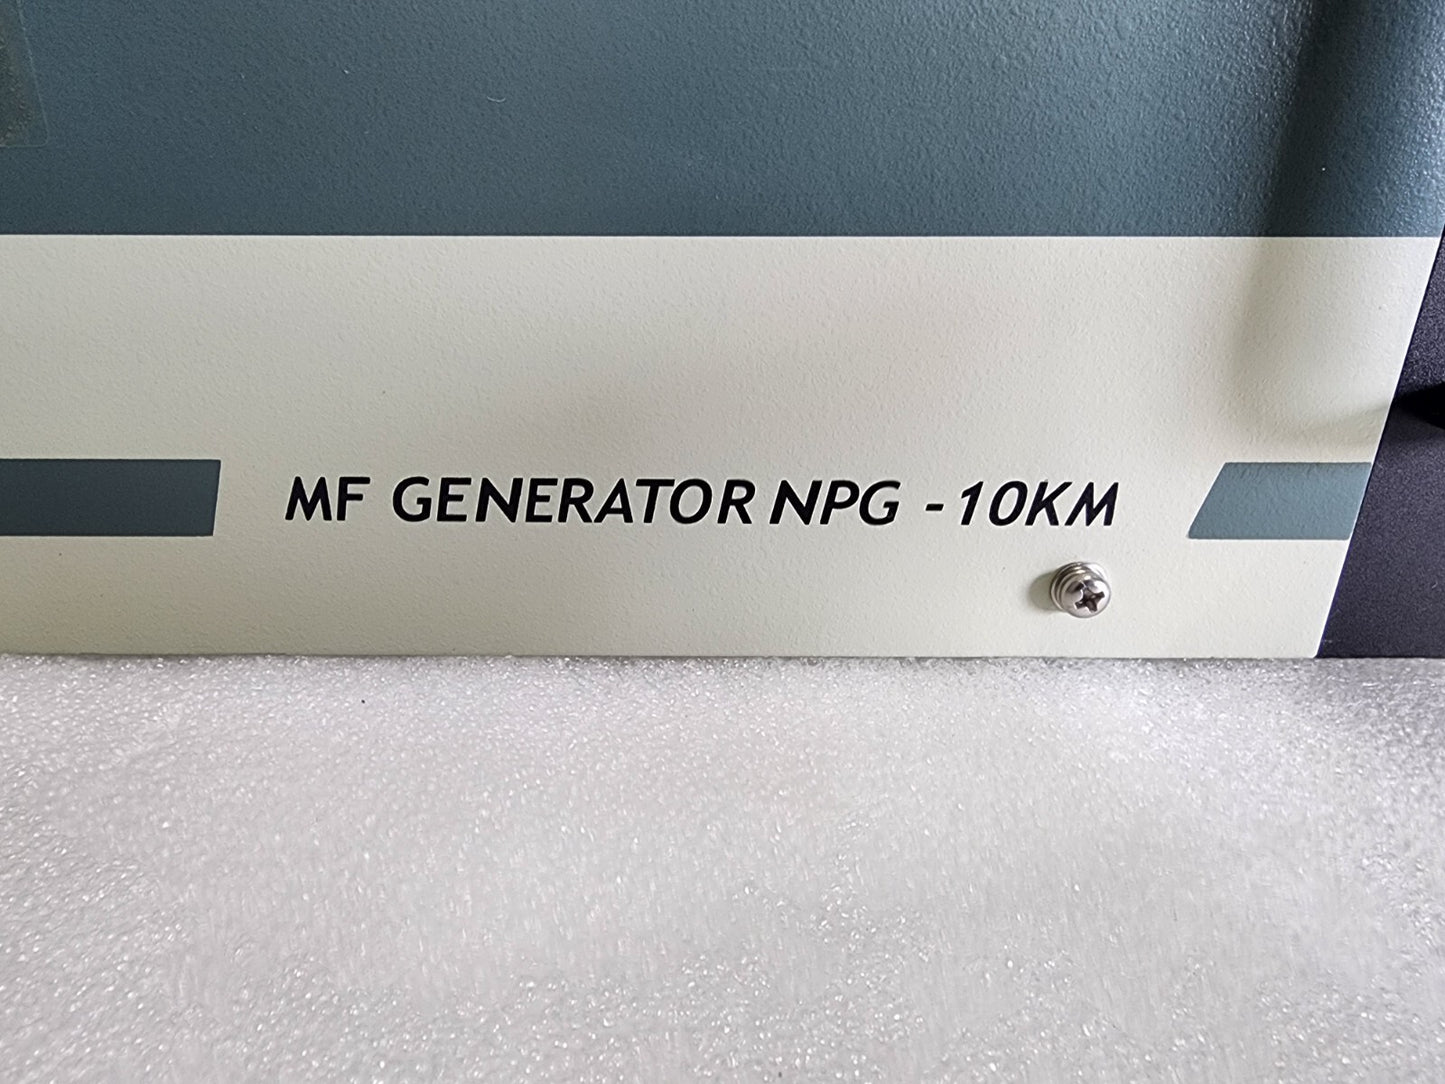 MF GENERATOR NPG -10KM